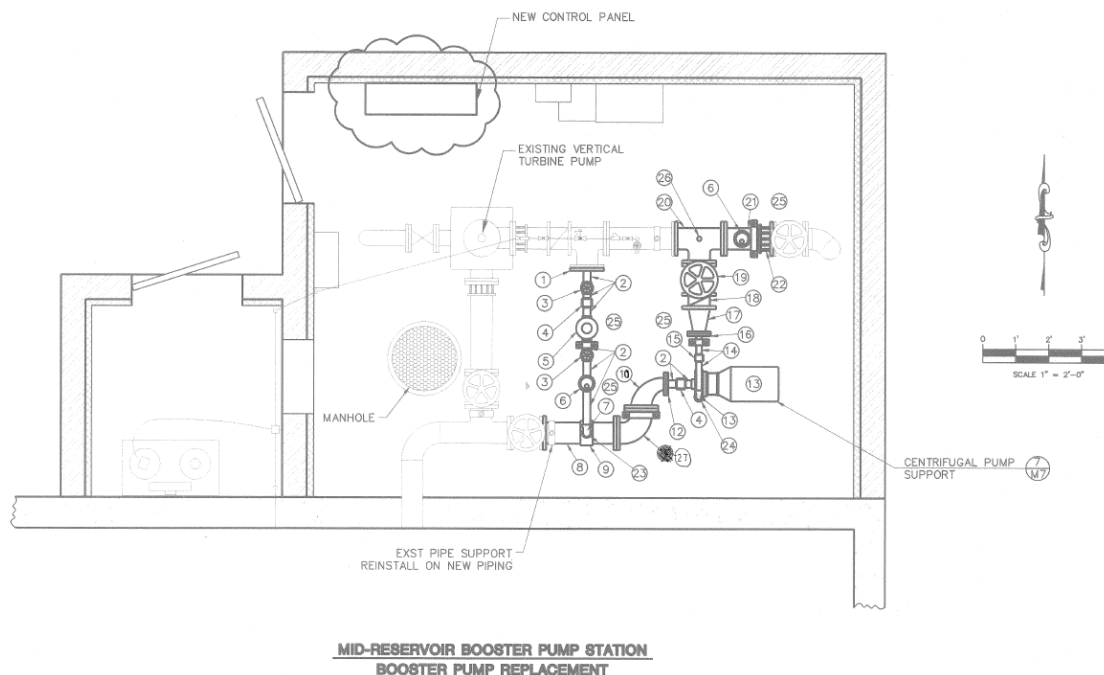 NEW CONTROL PANEL
EXISTING VERTICAL
TURBINE PUMP
26
6
21
25
20
1
2
3
19
22
4
18
25
25
17
5
16
15
2
14
3
2
10
13
6
25
7
12
4
13
MANHOLE
24
27
8
9
23
CENTRIFUGAL PUMP
SUPPORT
7
M7
EXST PIPE SUPPORT
REINSTALL ON NEW PIPING
0 1' 2' 3'
SCALE 1" = 2'-0"
MID-RESERVOIR BOOSTER PUMP STATION
BOOSTER PUMP REPLACEMENT